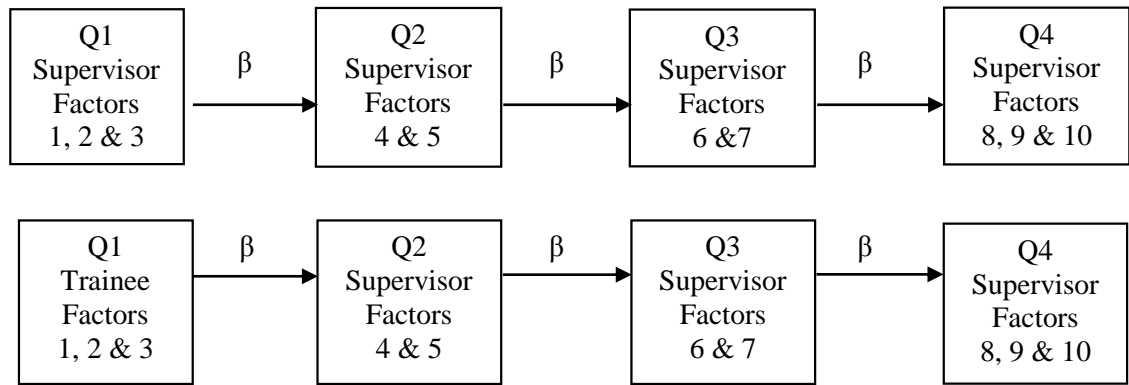 Q1
Supervisor
Factors
1, 2 & 3
β
Q2
Supervisor
Factors
4 & 5
β
Q3
Supervisor
Factors
6 &7
β
Q4
Supervisor
Factors
8, 9 & 10
Q1
Trainee
Factors
1, 2 & 3
β
Q2
Supervisor
Factors
4 & 5
β
Q3
Supervisor
Factors
6 & 7
β
Q4
Supervisor
Factors
8, 9 & 10